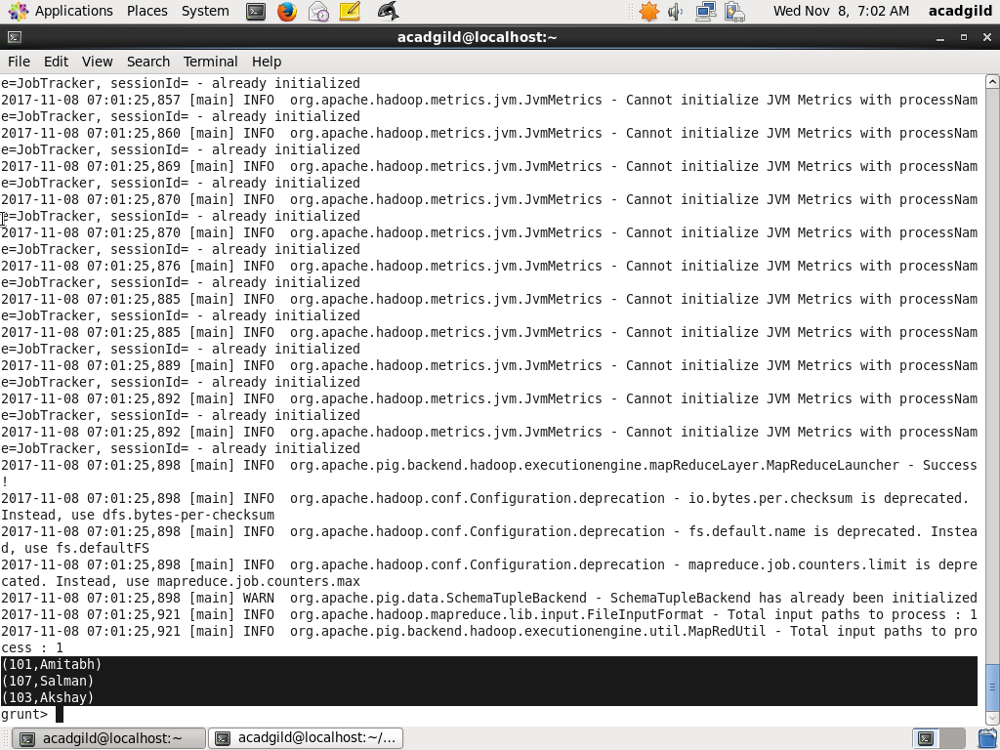 Applications Places System Wed Nov 8, 7:02 AM acadgild
acadgild@localhost:~
File Edit View Search Terminal Help
e=JobTracker, sessionId= - already initialized
2017-11-08 07:01:25,857 [main] INFO  org.apache.hadoop.metrics.jvm.JvmMetrics - Cannot initialize JVM Metrics with processNam
e=JobTracker, sessionId= - already initialized
2017-11-08 07:01:25,860 [main] INFO  org.apache.hadoop.metrics.jvm.JvmMetrics - Cannot initialize JVM Metrics with processNam
e=JobTracker, sessionId= - already initialized
2017-11-08 07:01:25,869 [main] INFO  org.apache.hadoop.metrics.jvm.JvmMetrics - Cannot initialize JVM Metrics with processNam
e=JobTracker, sessionId= - already initialized
2017-11-08 07:01:25,870 [main] INFO  org.apache.hadoop.metrics.jvm.JvmMetrics - Cannot initialize JVM Metrics with processNam
e=JobTracker, sessionId= - already initialized
2017-11-08 07:01:25,870 [main] INFO  org.apache.hadoop.metrics.jvm.JvmMetrics - Cannot initialize JVM Metrics with processNam
e=JobTracker, sessionId= - already initialized
2017-11-08 07:01:25,876 [main] INFO  org.apache.hadoop.metrics.jvm.JvmMetrics - Cannot initialize JVM Metrics with processNam
e=JobTracker, sessionId= - already initialized
2017-11-08 07:01:25,885 [main] INFO  org.apache.hadoop.metrics.jvm.JvmMetrics - Cannot initialize JVM Metrics with processNam
e=JobTracker, sessionId= - already initialized
2017-11-08 07:01:25,885 [main] INFO  org.apache.hadoop.metrics.jvm.JvmMetrics - Cannot initialize JVM Metrics with processNam
e=JobTracker, sessionId= - already initialized
2017-11-08 07:01:25,889 [main] INFO  org.apache.hadoop.metrics.jvm.JvmMetrics - Cannot initialize JVM Metrics with processNam
e=JobTracker, sessionId= - already initialized
2017-11-08 07:01:25,892 [main] INFO  org.apache.hadoop.metrics.jvm.JvmMetrics - Cannot initialize JVM Metrics with processNam
e=JobTracker, sessionId= - already initialized
2017-11-08 07:01:25,892 [main] INFO  org.apache.hadoop.metrics.jvm.JvmMetrics - Cannot initialize JVM Metrics with processNam
e=JobTracker, sessionId= - already initialized
2017-11-08 07:01:25,898 [main] INFO  org.apache.pig.backend.hadoop.executionengine.mapReduceLayer.MapReduceLauncher - Success
!
2017-11-08 07:01:25,898 [main] INFO  org.apache.hadoop.conf.Configuration.deprecation - io.bytes.per.checksum is deprecated.
Instead, use dfs.bytes-per-checksum
2017-11-08 07:01:25,898 [main] INFO  org.apache.hadoop.conf.Configuration.deprecation - fs.default.name is deprecated. Instea
d, use fs.defaultFS
2017-11-08 07:01:25,898 [main] INFO  org.apache.hadoop.conf.Configuration.deprecation - mapreduce.job.counters.limit is depre
cated. Instead, use mapreduce.job.counters.max
2017-11-08 07:01:25,898 [main] WARN  org.apache.pig.data.SchemaTupleBackend - SchemaTupleBackend has already been initialized
2017-11-08 07:01:25,921 [main] INFO  org.apache.hadoop.mapreduce.lib.input.FileInputFormat - Total input paths to process : 1
2017-11-08 07:01:25,921 [main] INFO  org.apache.pig.backend.hadoop.executionengine.util.MapRedUtil - Total input paths to pro
cess : 1
(101,Amitabh)
(107,Salman)
(103,Akshay)
grunt>
acadgild@localhost:~ acadgild@localhost:~/...